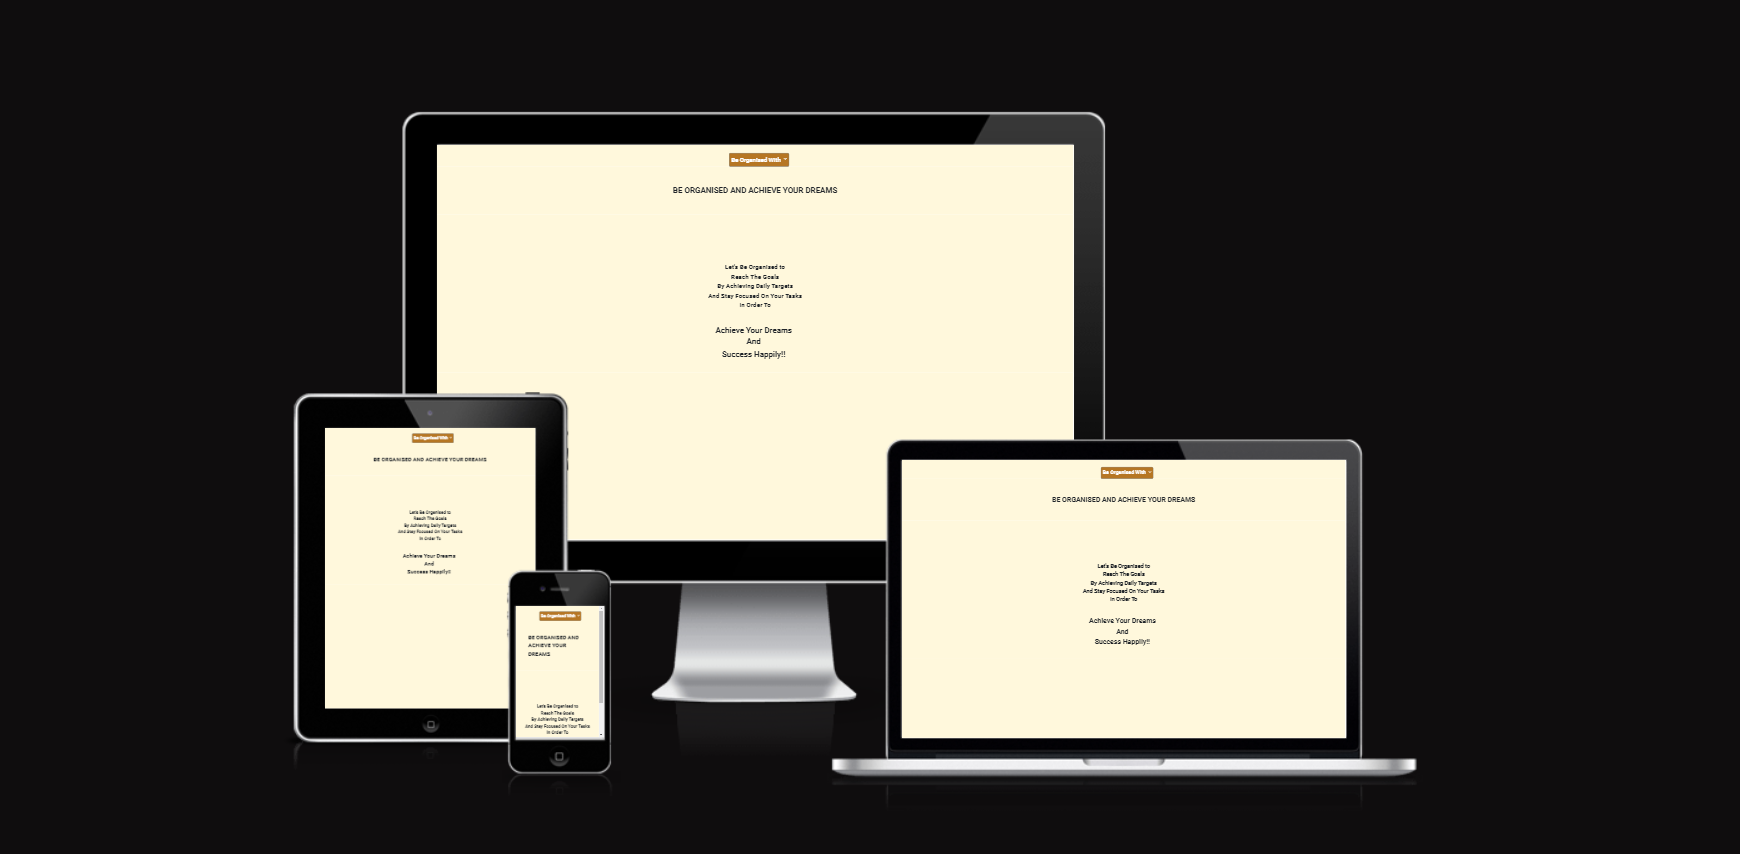 Be Organised With
BE ORGANISED AND ACHIEVE YOUR DREAMS
Let's Be Organised to
Reach The Goals
By Achieving Daily Targets
And Stay Focused On Your Tasks
In Order To
Achieve Your Dreams
And
Success Happily!!
Be Organised With
BE ORGANISED AND ACHIEVE YOUR DREAMS
Let's Be Organised to
Reach The Goals
By Achieving Daily Targets
And Stay Focused On Your Tasks
In Order To
Achieve Your Dreams
And
Success Happily!!
Be Organised With
BE ORGANISED AND
ACHIEVE YOUR
DREAMS
Let's Be Organised to
Reach The Goals
By Achieving Daily Targets
And Stay Focused On Your Tasks
In Order To
Be Organised With
BE ORGANISED AND ACHIEVE YOUR DREAMS
Let's Be Organised to
Reach The Goals
By Achieving Daily Targets
And Stay Focused On Your Tasks
In Order To
Achieve Your Dreams
And
Success Happily!!